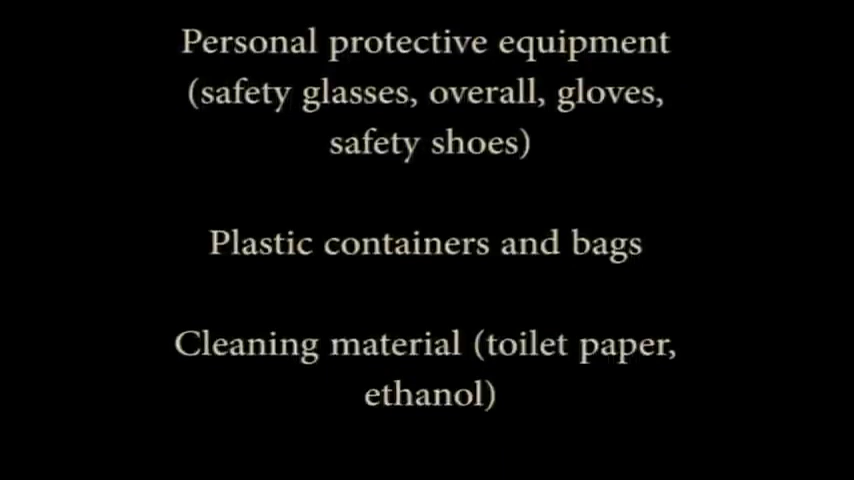 Personal protective equipment
(safety glasses, overall, gloves,
safety shoes)
Plastic containers and bags
Cleaning material (toilet paper,
ethanol)